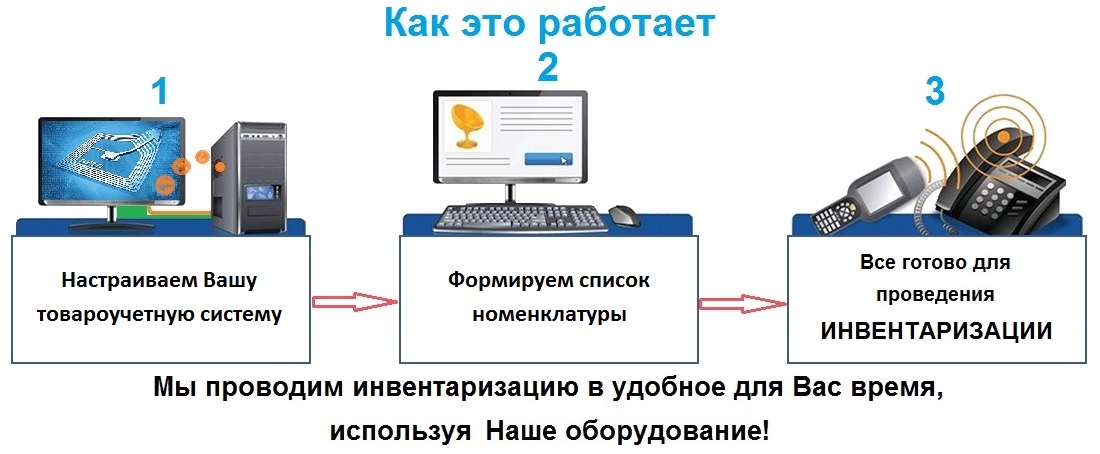 Как это работает
1
2
3
Настраиваем Вашу
товароучетную систему
Формируем список
номенклатуры
Все готово для
проведения
ИНВЕНТАРИЗАЦИИ
Мы проводим инвентаризацию в удобное для Вас время,
используя Наше оборудование!